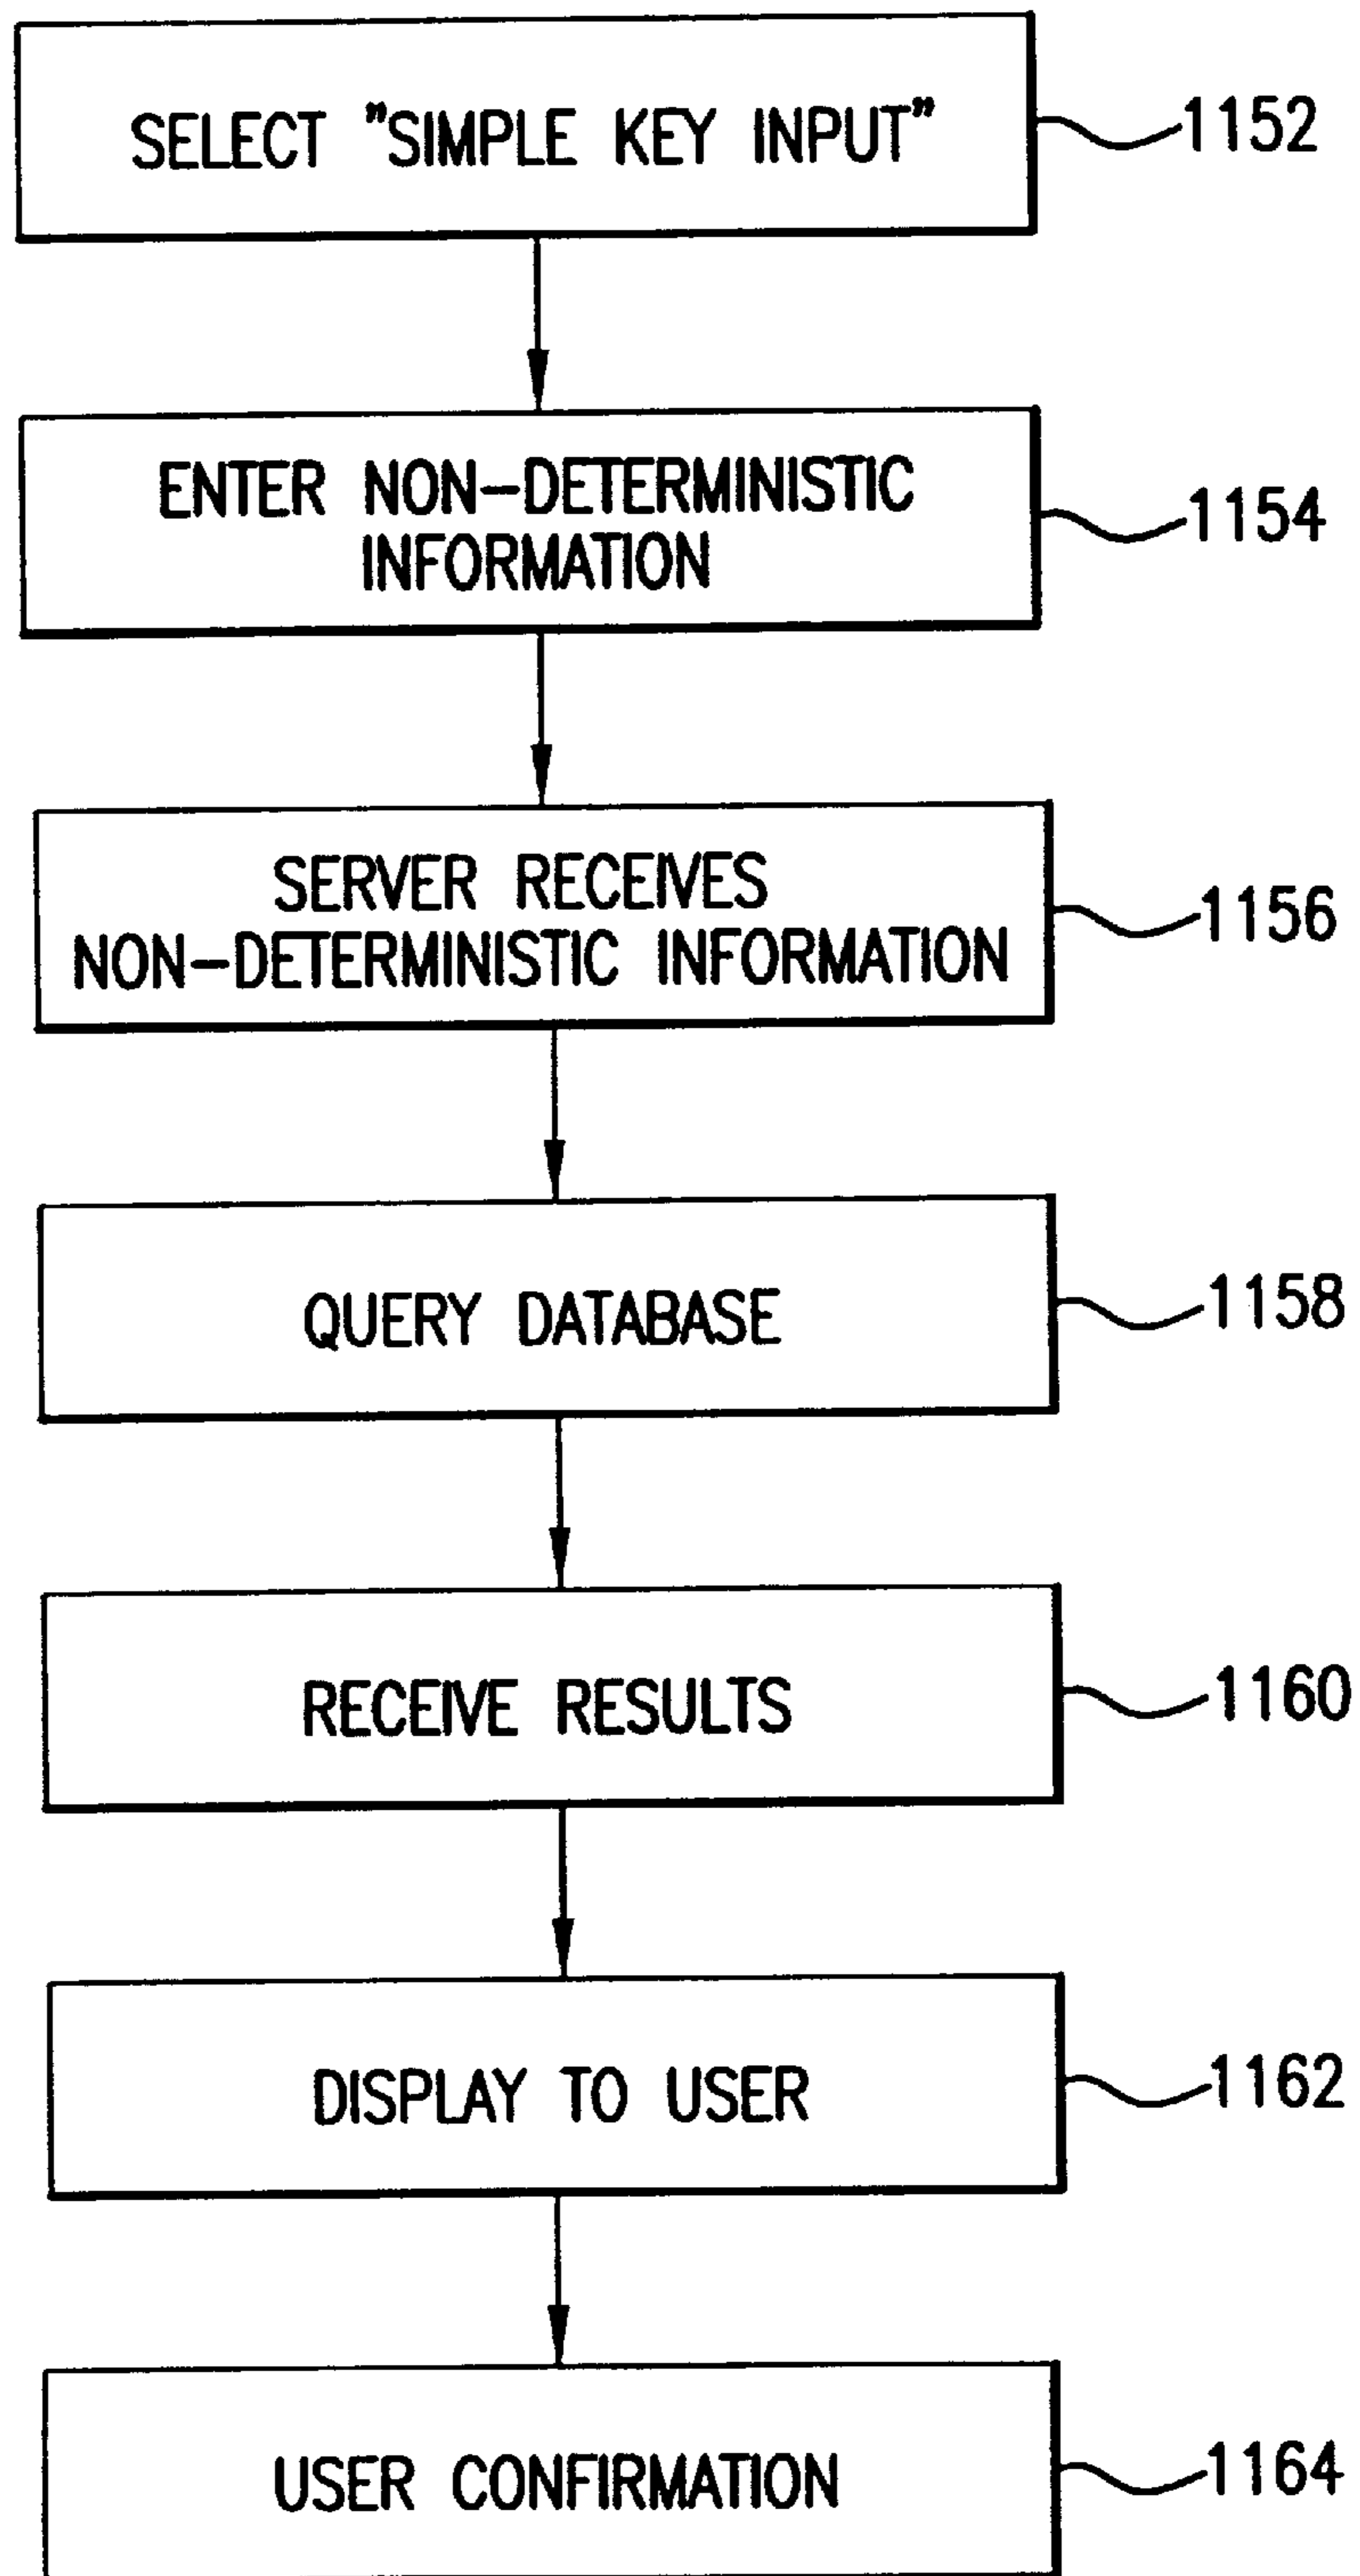 SELECT "SIMPLE KEY INPUT"
1152
ENTER NON-DETERMINISTIC
INFORMATION
1154
SERVER RECEIVES
NON-DETERMINISTIC INFORMATION
1156
QUERY DATABASE
1158
RECEIVE RESULTS
1160
DISPLAY TO USER
1162
USER CONFIRMATION
1164